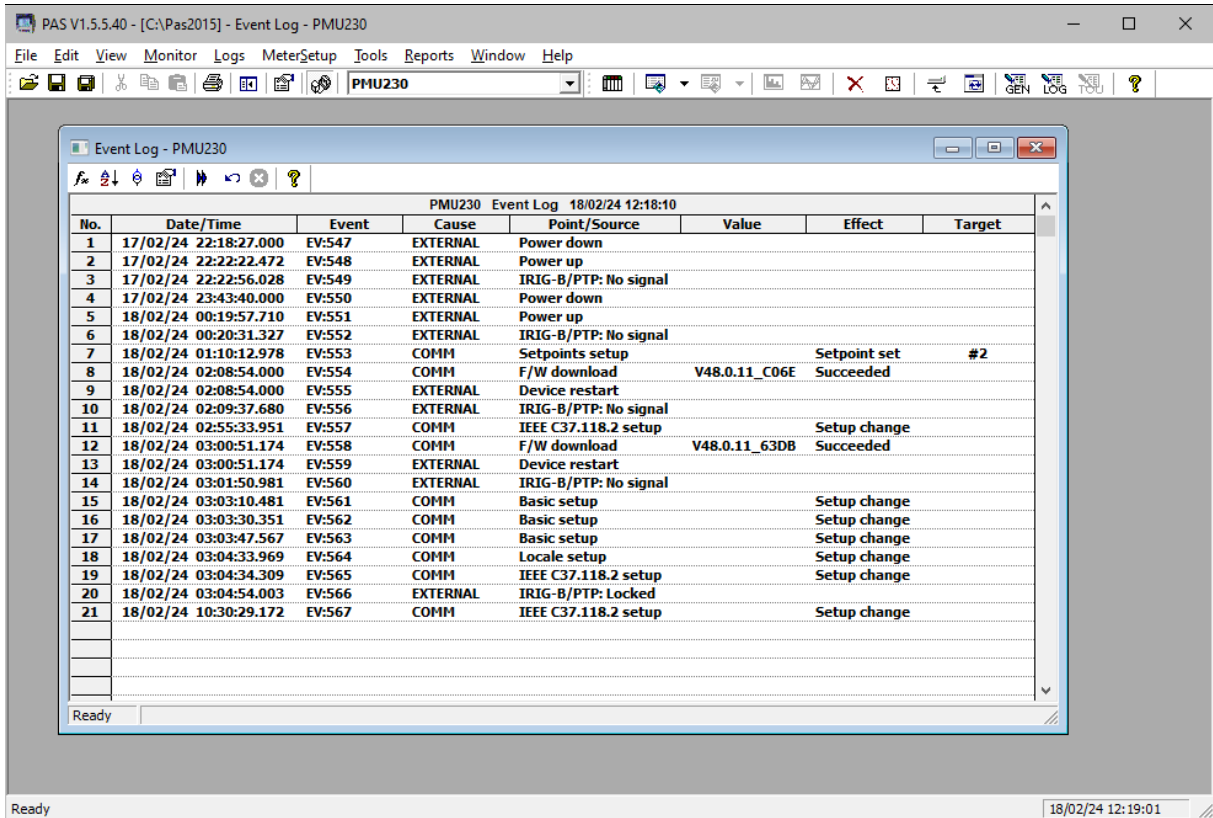 PAS V1.5.5.40 - [C:\Pas2015] - Event Log - PMU230
File Edit View Monitor Logs MeterSetup Tools Reports Window Help
PMU230 GEN LOG TOU
Event Log - PMU230
PMU230 Event Log 18/02/24 12:18:10
No. Date/Time Event Cause Point/Source Value Effect Target
1 17/02/24 22:18:27.000 EV:547 EXTERNAL Power down
2 17/02/24 22:22:22.472 EV:548 EXTERNAL Power up
3 17/02/24 22:22:56.028 EV:549 EXTERNAL IRIG-B/PTP: No signal
4 17/02/24 23:43:40.000 EV:550 EXTERNAL Power down
5 18/02/24 00:19:57.710 EV:551 EXTERNAL Power up
6 18/02/24 00:20:31.327 EV:552 EXTERNAL IRIG-B/PTP: No signal
7 18/02/24 01:10:12.978 EV:553 COMM Setpoints setup Setpoint set #2
8 18/02/24 02:08:54.000 EV:554 COMM F/W download V48.0.11_C06E Succeeded
9 18/02/24 02:08:54.000 EV:555 EXTERNAL Device restart
10 18/02/24 02:09:37.680 EV:556 EXTERNAL IRIG-B/PTP: No signal
11 18/02/24 02:55:33.951 EV:557 COMM IEEE C37.118.2 setup Setup change
12 18/02/24 03:00:51.174 EV:558 COMM F/W download V48.0.11_63DB Succeeded
13 18/02/24 03:00:51.174 EV:559 EXTERNAL Device restart
14 18/02/24 03:01:50.981 EV:560 EXTERNAL IRIG-B/PTP: No signal
15 18/02/24 03:03:10.481 EV:561 COMM Basic setup Setup change
16 18/02/24 03:03:30.351 EV:562 COMM Basic setup Setup change
17 18/02/24 03:03:47.567 EV:563 COMM Basic setup Setup change
18 18/02/24 03:04:33.969 EV:564 COMM Locale setup Setup change
19 18/02/24 03:04:34.309 EV:565 COMM IEEE C37.118.2 setup Setup change
20 18/02/24 03:04:54.003 EV:566 EXTERNAL IRIG-B/PTP: Locked
21 18/02/24 10:30:29.172 EV:567 COMM IEEE C37.118.2 setup Setup change
Ready
Ready 18/02/24 12:19:01